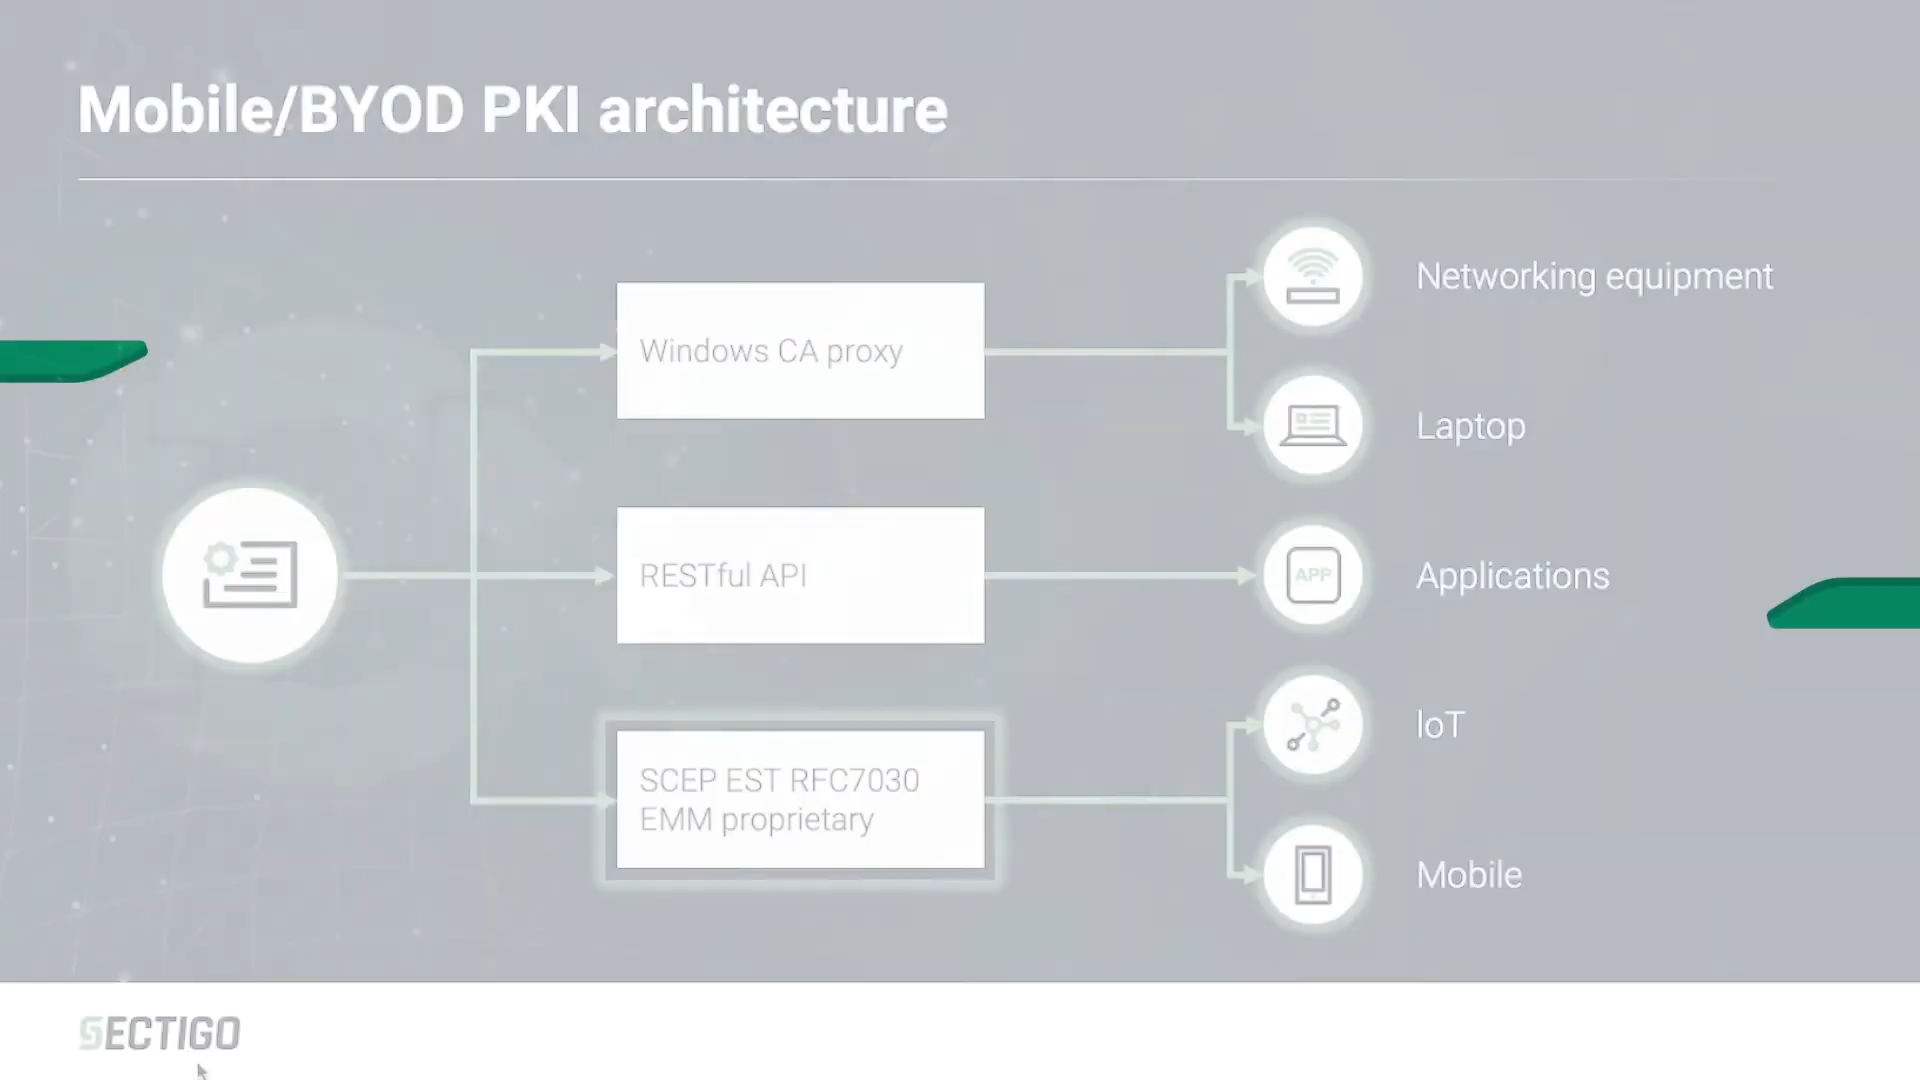 Mobile/BYOD PKI architecture
Networking equipment
Windows CA proxy
Laptop
RESTful API
APP
Applications
SCEP EST RFC7030
EMM proprietary
IoT
Mobile
SECTIGO